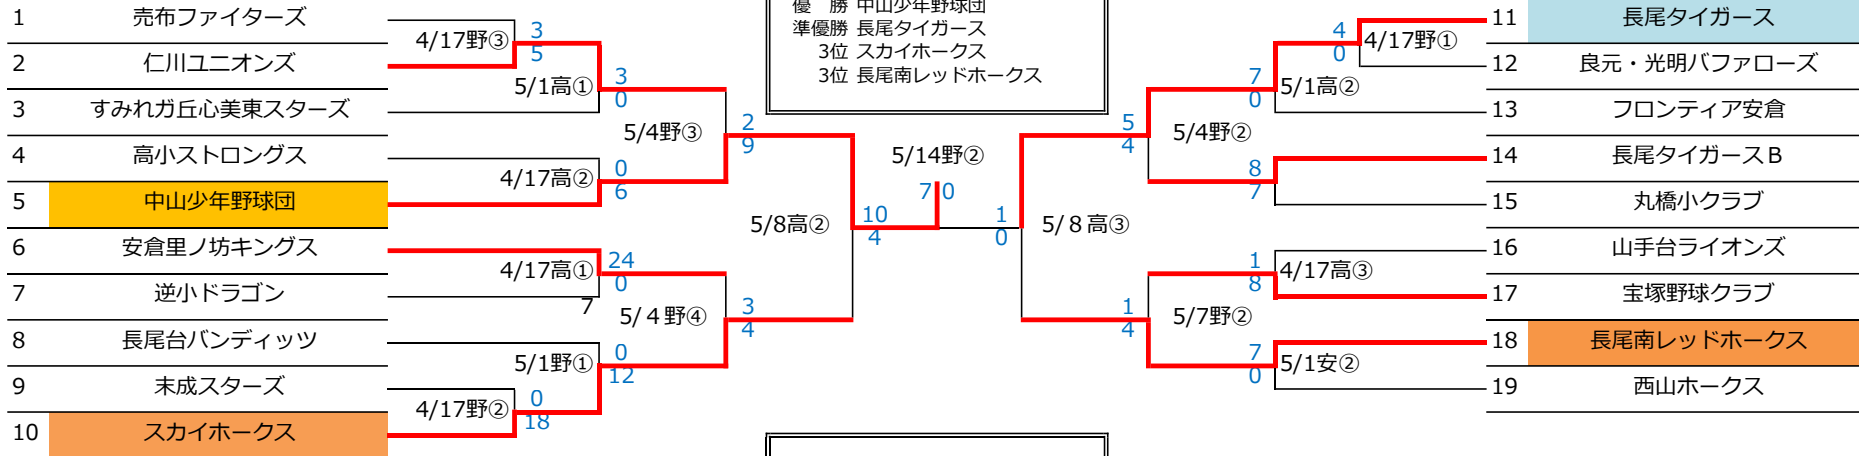 1 売布ファイターズ
2 仁川ユニオンズ
3 すみれガ丘心美東スターズ
4 高小ストロングス
5 中山少年野球団
6 安倉里ノ坊キングス
7 逆小ドラゴン
8 長尾台バンディッツ
9 末成スターズ
10 スカイホークス
4/17野③
3
5
5/1高①
3
0
4/17高②
0
6
5/4野③
2
9
4/17高①
24
0
7
5/4野④
3
4
5/1野①
0
12
4/17野②
0
18
5/8高②
10
4
優 勝 中山少年野球団
準優勝 長尾タイガース
3位 スカイホークス
3位 長尾南レッドホークス
5/14野②
7 0
1
0
5/8高③
5
4
5/4野②
7
0
5/1高②
4
0
4/17野①
8
7
1
8
4/17高③
1
4
5/7野②
7
0
5/1安②
11 長尾タイガース
12 良元・光明バファローズ
13 フロンティア安倉
14 長尾タイガースB
15 丸橋小クラブ
16 山手台ライオンズ
17 宝塚野球クラブ
18 長尾南レッドホークス
19 西山ホークス